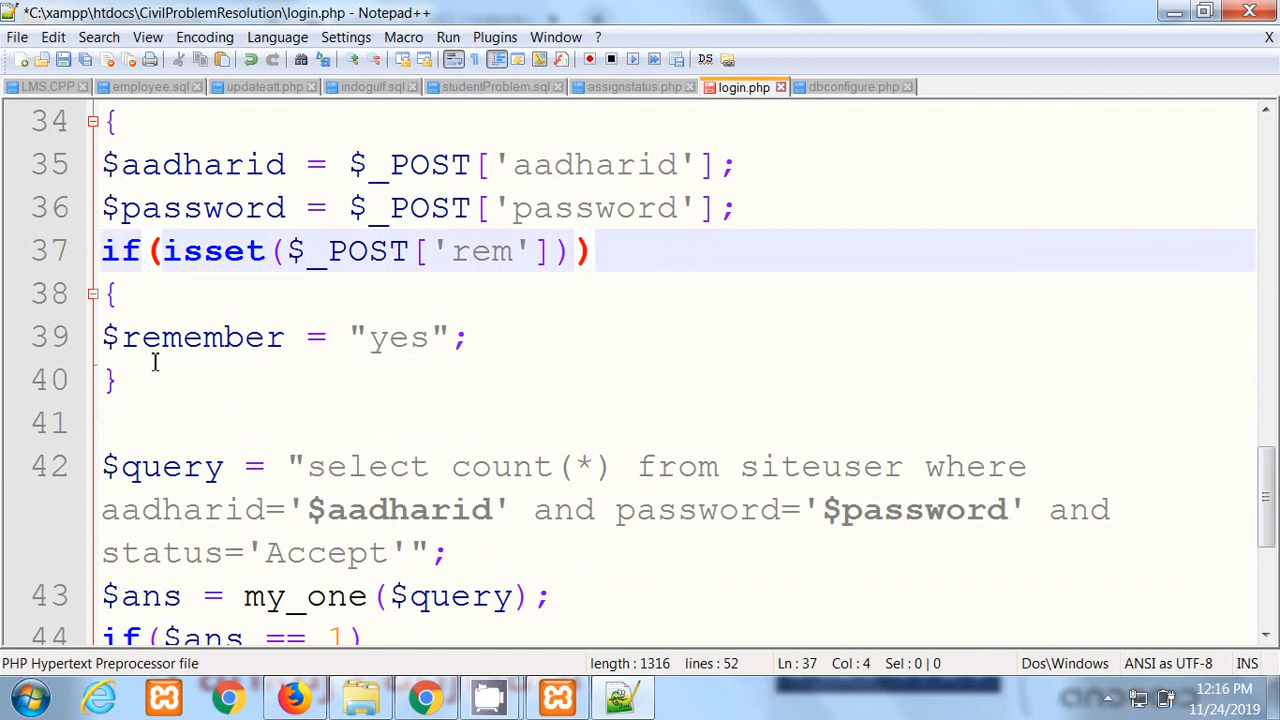 *C:\xampp\htdocs\CivilProblemResolution\login.php - Notepad++
File Edit Search View Encoding Language Settings Macro Run Plugins Window ? X
LMS.CPP employee.sql updateatt.php indogulf.sql studentProblem.sql assignstatus.php login.php dbconfigure.php
34 {
35 $aadharid = $_POST['aadharid'];
36 $password = $_POST['password'];
37 if(isset($_POST['rem']))
38 {
39 $remember = "yes";
40 }
41
42 $query = "select count(*) from siteuser where
aadharid='$aadharid' and password='$password' and
status='Accept'";
43 $ans = my_one($query);
44 if($ans == 1)
PHP Hypertext Preprocessor file length : 1316 lines : 52 Ln : 37 Col : 4 Sel : 0 | 0 Dos\Windows ANSI as UTF-8 INS
12:16 PM
11/24/2019